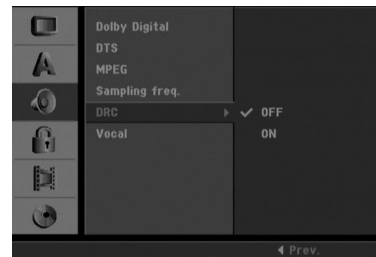 Dolby Digital
DTS
MPEG
Sampling freq.
DRC
OFF
Vocal
ON
Prev.